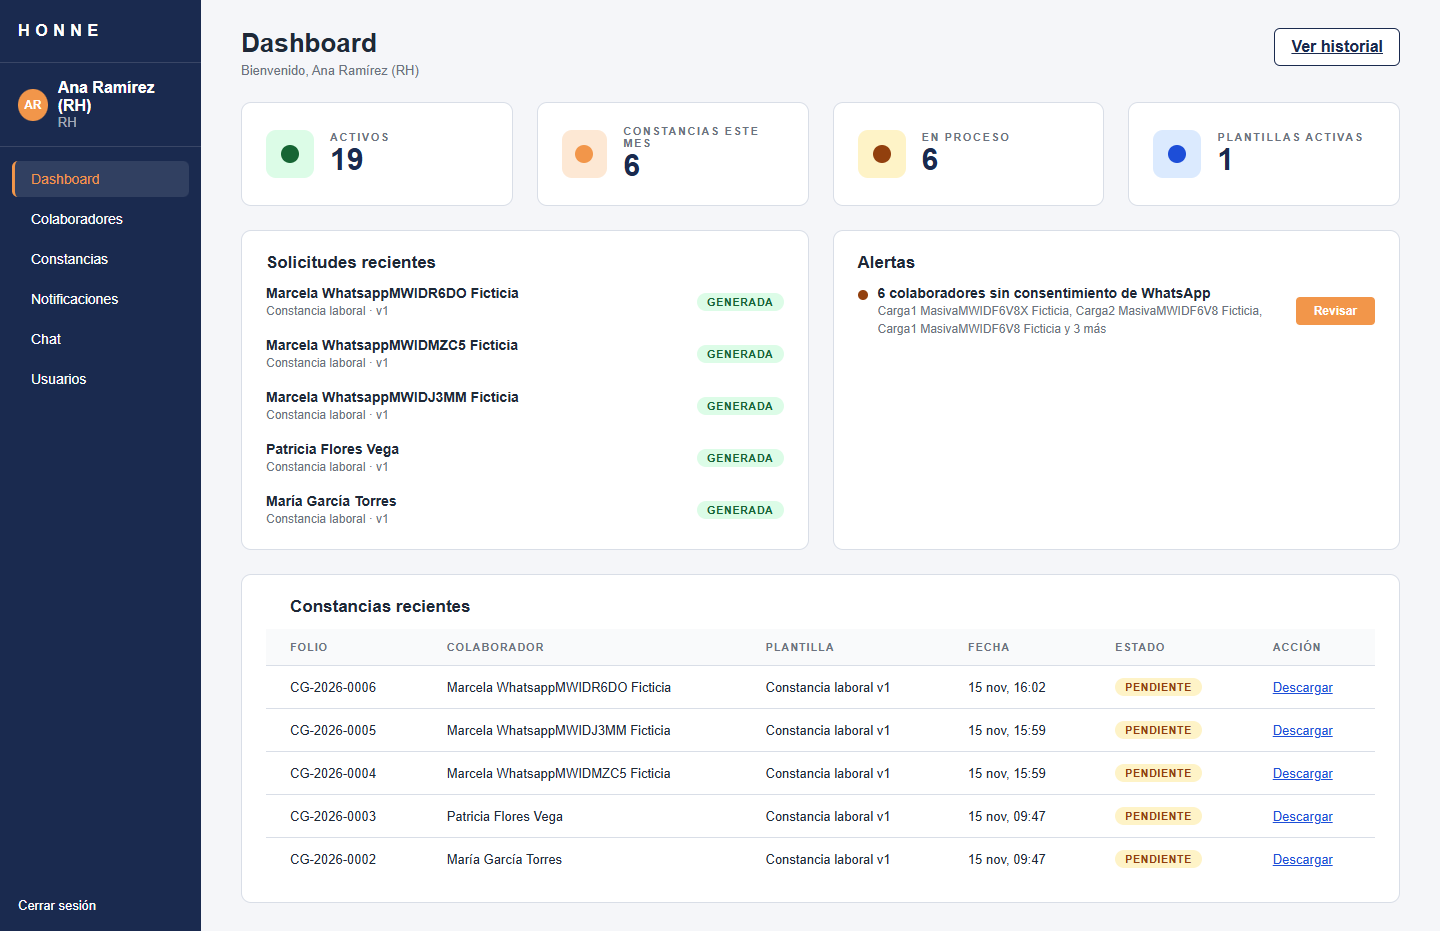 HONNE
AR
Ana Ramírez
(RH)
RH
Dashboard
Colaboradores
Constancias
Notificaciones
Chat
Usuarios
Cerrar sesión
Dashboard
Bienvenido, Ana Ramírez (RH)
Ver historial
ACTIVOS
19
CONSTANCIAS ESTE
MES
6
EN PROCESO
6
PLANTILLAS ACTIVAS
1
Solicitudes recientes
Marcela WhatsappMWIDR6DO Ficticia
Constancia laboral · v1
GENERADA
Marcela WhatsappMWIDMZC5 Ficticia
Constancia laboral · v1
GENERADA
Marcela WhatsappMWIDJ3MM Ficticia
Constancia laboral · v1
GENERADA
Patricia Flores Vega
Constancia laboral · v1
GENERADA
María García Torres
Constancia laboral · v1
GENERADA
Alertas
6 colaboradores sin consentimiento de WhatsApp
Carga1 MasivaMWIDF6V8X Ficticia, Carga2 MasivaMWIDF6V8 Ficticia,
Carga1 MasivaMWIDF6V8 Ficticia y 3 más
Revisar
Constancias recientes
FOLIO COLABORADOR PLANTILLA FECHA ESTADO ACCIÓN
CG-2026-0006 Marcela WhatsappMWIDR6DO Ficticia Constancia laboral v1 15 nov, 16:02 PENDIENTE Descargar
CG-2026-0005 Marcela WhatsappMWIDJ3MM Ficticia Constancia laboral v1 15 nov, 15:59 PENDIENTE Descargar
CG-2026-0004 Marcela WhatsappMWIDMZC5 Ficticia Constancia laboral v1 15 nov, 15:59 PENDIENTE Descargar
CG-2026-0003 Patricia Flores Vega Constancia laboral v1 15 nov, 09:47 PENDIENTE Descargar
CG-2026-0002 María García Torres Constancia laboral v1 15 nov, 09:47 PENDIENTE Descargar